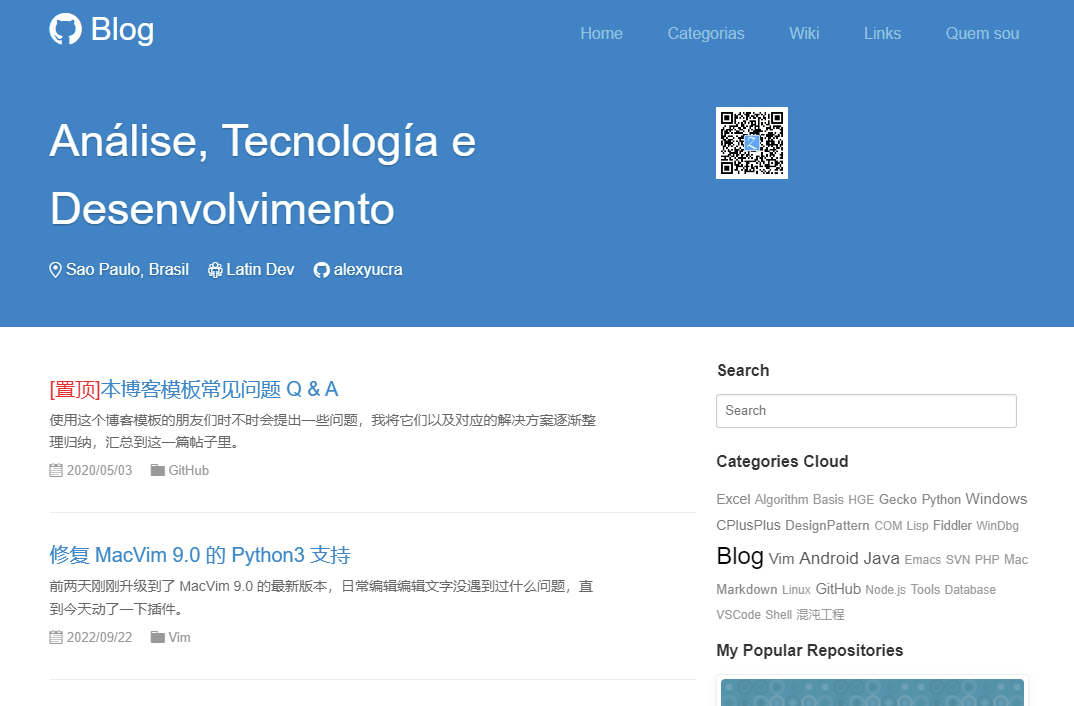 Blog
Home Categorias Wiki Links Quem sou
Análise, Tecnología e
Desenvolvimento
Sao Paulo, Brasil Latin Dev alexyucra
[置顶]本博客模板常见问题 Q & A
使用这个博客模板的朋友们时不时会提出一些问题，我将它们以及对应的解决方案逐渐整
理归纳，汇总到这一篇帖子里。
2020/05/03 GitHub
修复 MacVim 9.0 的 Python3 支持
前两天刚刚升级到了 MacVim 9.0 的最新版本，日常编辑编辑文字没遇到过什么问题，直
到今天动了一下插件。
2022/09/22 Vim
Search
Search
Categories Cloud
Excel Algorithm Basis HGE Gecko Python Windows
CPlusPlus DesignPattern COM Lisp Fiddler WinDbg
Blog Vim Android Java Emacs SVN PHP Mac
Markdown Linux GitHub Node.js Tools Database
VSCode Shell 混沌工程
My Popular Repositories